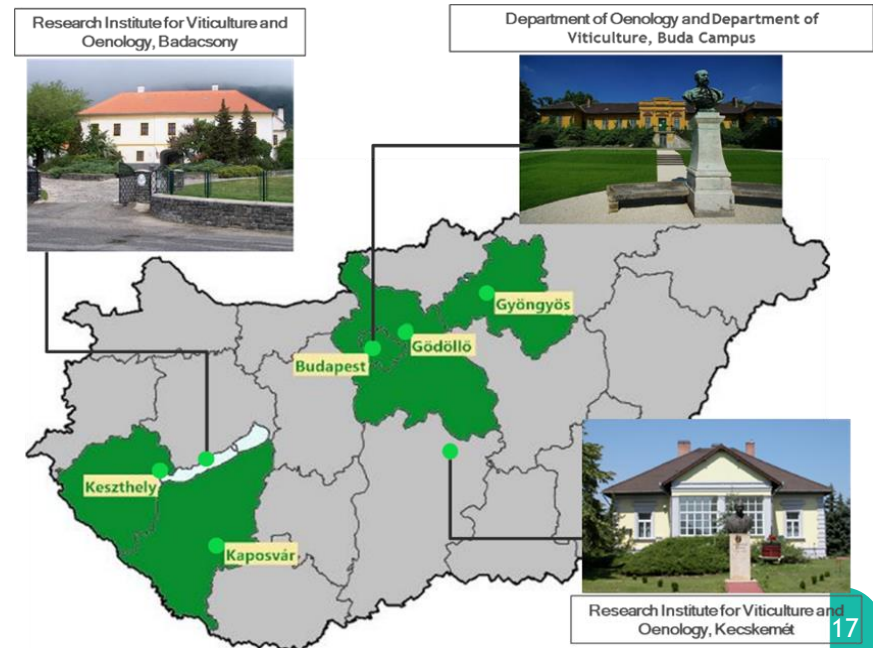 Research Institute for Viticulture and
Oenology, Badacsony
Department of Oenology and Department of
Viticulture, Buda Campus
Gyöngyös
Gödöllö
Budapest
Keszthely
Kaposvár
Research Institute for Viticulture and
Oenology, Kecskemét
17